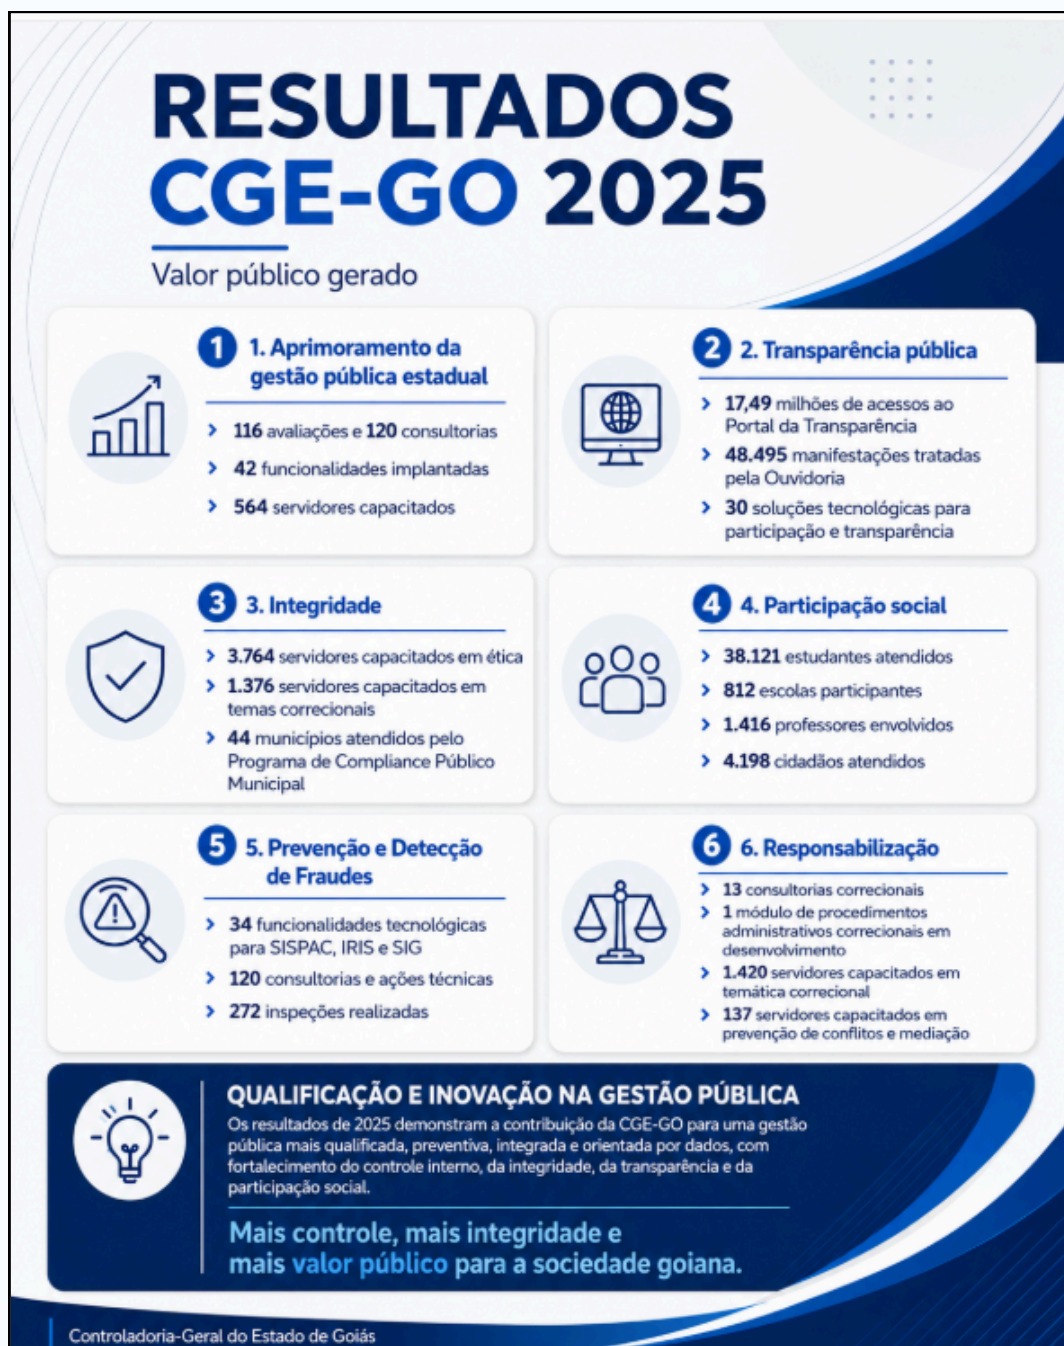 RESULTADOS
CGE-GO 2025
Valor público gerado
1 1. Aprimoramento da
gestão pública estadual
116 avaliações e 120 consultorias
42 funcionalidades implantadas
564 servidores capacitados
2 2. Transparência pública
17,49 milhões de acessos ao
Portal da Transparência
48.495 manifestações tratadas
pela Ouvidoria
30 soluções tecnológicas para
participação e transparência
3 3. Integridade
3.764 servidores capacitados em ética
1.376 servidores capacitados em
temas correcionais
44 municípios atendidos pelo
Programa de Compliance Público
Municipal
4 4. Participação social
38.121 estudantes atendidos
812 escolas participantes
1.416 professores envolvidos
4.198 cidadãos atendidos
5 5. Prevenção e Detecção
de Fraudes
34 funcionalidades tecnológicas
para SISPAC, IRIS e SIG
120 consultorias e ações técnicas
272 inspeções realizadas
6 6. Responsabilização
13 consultorias correcionais
1 módulo de procedimentos
administrativos correcionais em
desenvolvimento
1.420 servidores capacitados em
temática correcional
137 servidores capacitados em
prevenção de conflitos e mediação
QUALIFICAÇÃO E INOVAÇÃO NA GESTÃO PÚBLICA
Os resultados de 2025 demonstram a contribuição da CGE-GO para uma gestão
pública mais qualificada, preventiva, integrada e orientada por dados, com
fortalecimento do controle interno, da integridade, da transparência e da
participação social.
Mais controle, mais integridade e
mais valor público para a sociedade goiana.
Controladoria-Geral do Estado de Goiás